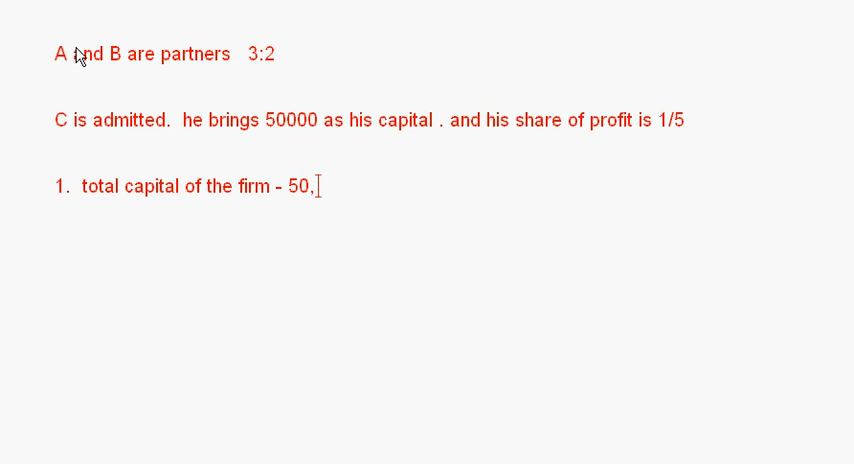 A and B are partners 3:2
C is admitted. he brings 50000 as his capital . and his share of profit is 1/5
1. total capital of the firm - 50,